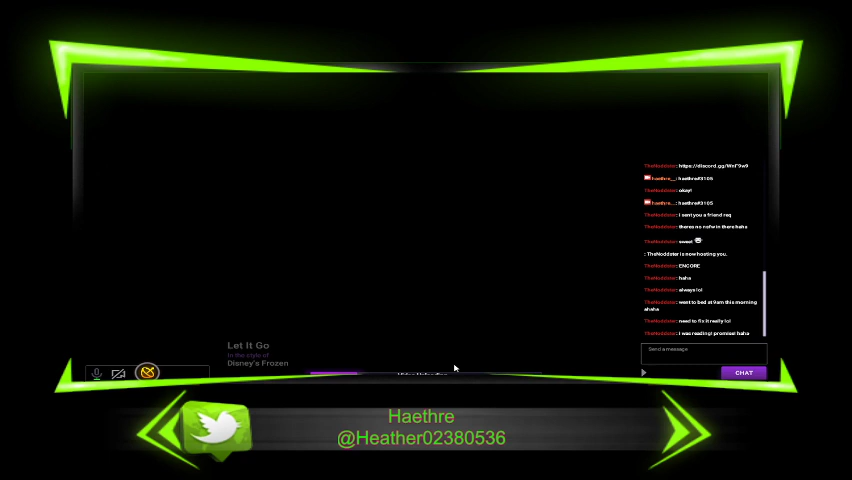 TheNoddster: https://discord.gg/WnF9w9
haethre_: haethre#3105
TheNoddster: okay!
haethre_: haethre#3105
TheNoddster: i sent you a friend req
TheNoddster: theres no nsfw in there haha
TheNoddster: sweet
: TheNoddster is now hosting you.
TheNoddster: ENCORE
TheNoddster: haha
TheNoddster: always lol
TheNoddster: went to bed at 9am this morning
ahaha
TheNoddster: need to fix it really lol
TheNoddster: I was reading! promise! haha
Send a message
CHAT
Let It Go
in the style of
Disney's Frozen
Haethre
@Heather02380536